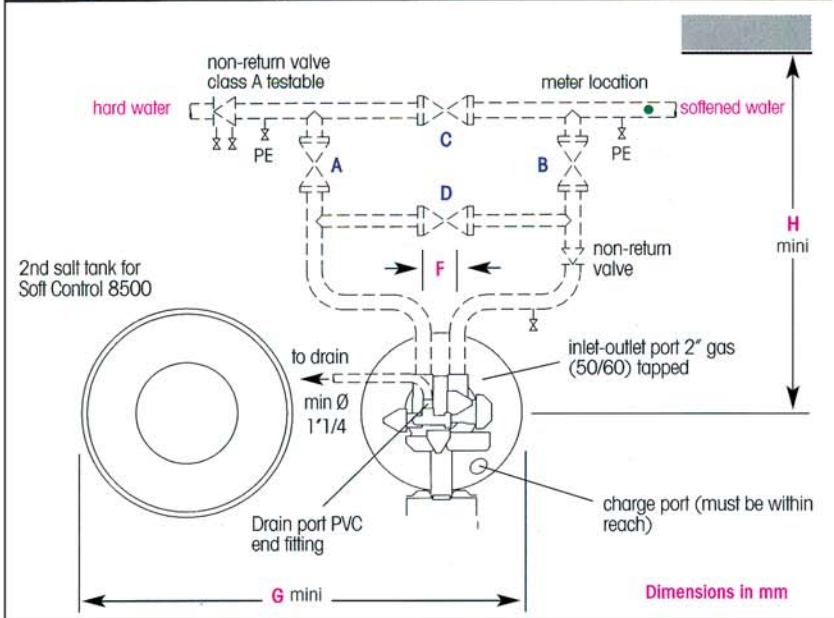 non-return valve
class A testable
meter location
hard water
softened water
PE
C
PE
A
B
D
H
mini
F
non-return
valve
2nd salt tank for
Soft Control 8500
to drain
inlet-outlet port 2" gas
(50/60) tapped
min Ø
1"1/4
charge port (must be within
reach)
Drain port PVC
end fitting
G mini
Dimensions in mm